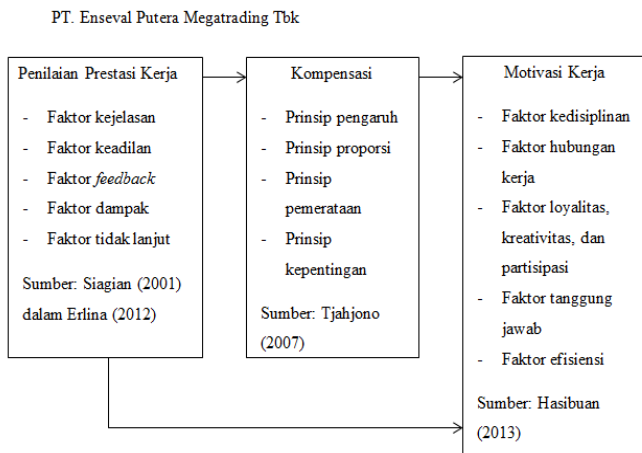 PT. Enseval Putera Megatrading Tbk
Penilaian Prestasi Kerja
- Faktor kejelasan
- Faktor keadilan
- Faktor feedback
- Faktor dampak
- Faktor tidak lanjut
Sumber: Siagian (2001)
dalam Erlina (2012)
Kompensasi
- Prinsip pengaruh
- Prinsip proporsi
- Prinsip
pemerataan
- Prinsip
kepentingan
Sumber: Tjahjono
(2007)
Motivasi Kerja
- Faktor kedisiplinan
- Faktor hubungan
kerja
- Faktor loyalitas,
kreativitas, dan
partisipasi
- Faktor tanggung
jawab
- Faktor efisiensi
Sumber: Hasibuan
(2013)